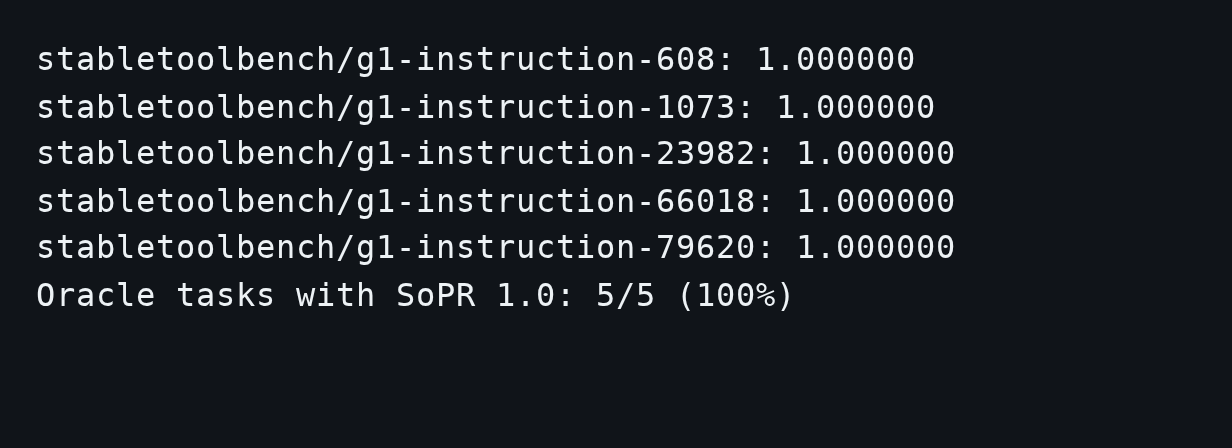 stabletoolbench/g1-instruction-608: 1.000000
stabletoolbench/g1-instruction-1073: 1.000000
stabletoolbench/g1-instruction-23982: 1.000000
stabletoolbench/g1-instruction-66018: 1.000000
stabletoolbench/g1-instruction-79620: 1.000000
Oracle tasks with SoPR 1.0: 5/5 (100%)